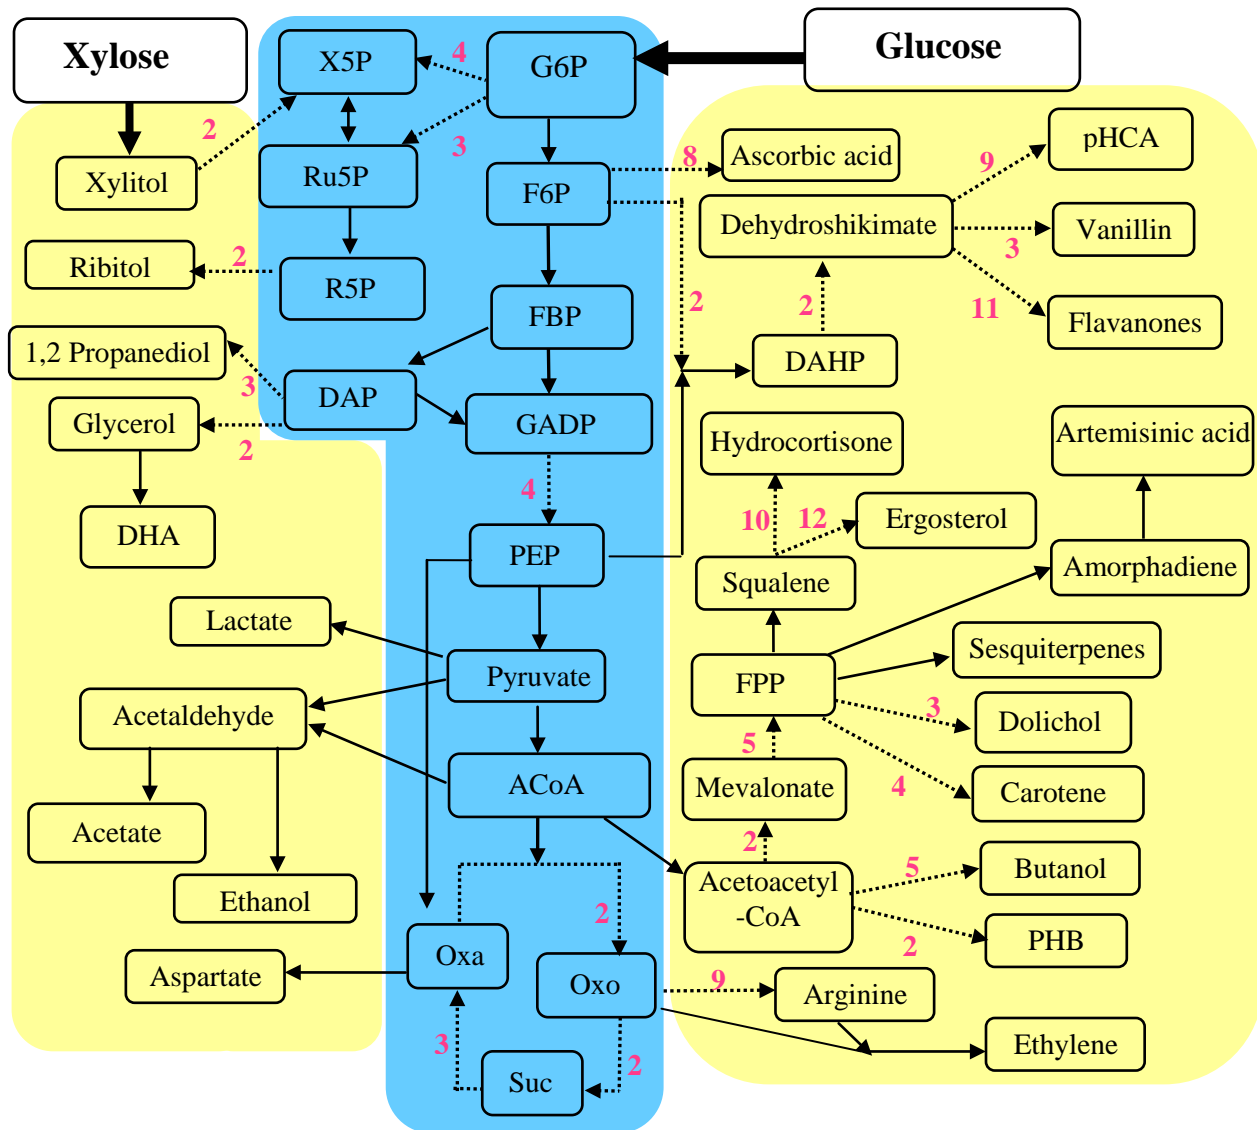 Xylose
X5P
4
G6P
Glucose
2
3
Xylitol
Ru5P
F6P
8
Ascorbic acid
9
pHCA
Dehydroshikimate
3
Vanillin
Ribitol
2
R5P
2
2
11
FBP
Flavanones
1,2 Propanediol
3
DAP
DAHP
Glycerol
2
GADP
Hydrocortisone
Artemisinic acid
4
10
12
Ergosterol
DHA
PEP
Squalene
Amorphadiene
Lactate
Pyruvate
FPP
Sesquiterpenes
3
Dolichol
Acetaldehyde
5
4
ACoA
Mevalonate
Carotene
Acetate
2
Ethanol
Acetoacetyl
-CoA
5
Butanol
2
2
PHB
Oxa
Aspartate
Oxo
9
Arginine
3
2
Suc
Ethylene